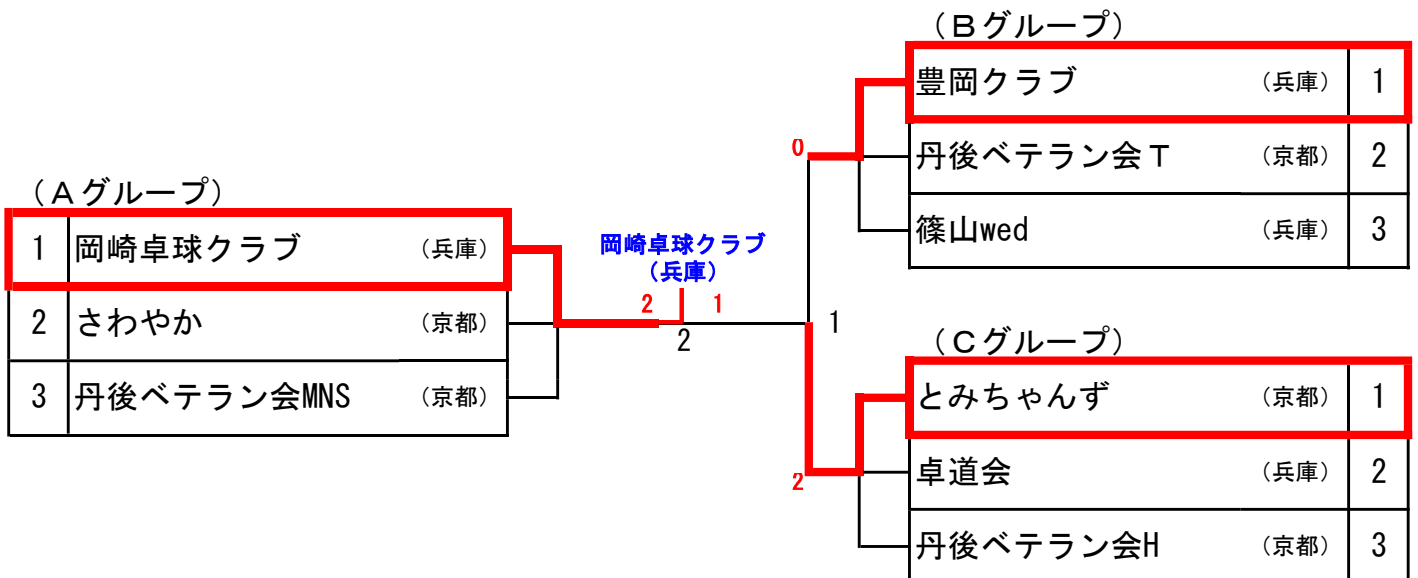 (Aグループ)
1 岡崎卓球クラブ (兵庫)
2 さわやか (京都)
3 丹後ベテラン会MNS (京都)
岡崎卓球クラブ
(兵庫)
2 1
2
0
1
2
(Bグループ)
豊岡クラブ (兵庫) 1
丹後ベテラン会T (京都) 2
篠山wed (兵庫) 3
(Cグループ)
とみちゃんず (京都) 1
卓道会 (兵庫) 2
丹後ベテラン会H (京都) 3